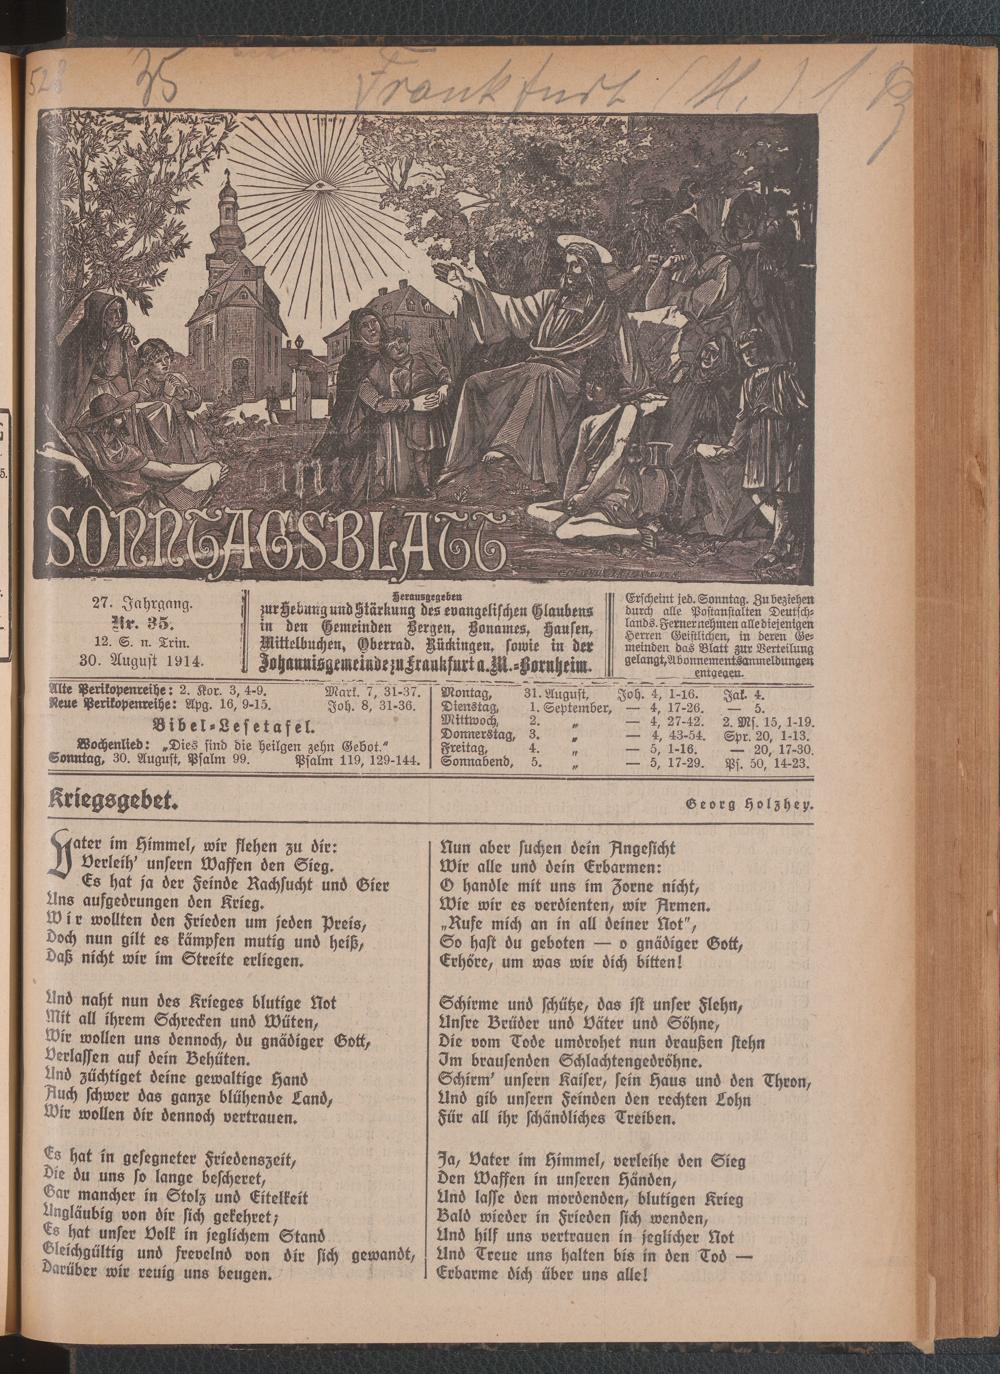 528
35
Frankfurt (M.)
SONNTAGSBLATT
27. Jahrgang.
Nr. 35.
12. S. n. Trin.
30. August 1914.
Herausgegeben
zur Hebung und Stärkung des evangelischen Glaubens
in den Gemeinden Bergen, Bonames, Hausen,
Mittelbuchen, Oberrad, Rückingen, sowie in der
Johannisgemeinde zu Frankfurt a. M.-Bornheim.
Erscheint jed. Sonntag. Zu beziehen
durch alle Postanstalten Deutsch-
lands. Ferner nehmen alle diejenigen
Herren Geistlichen, in deren Ge-
meinden das Blatt zur Verteilung
gelangt, Abonnementsanmeldungen
entgegen.
Alte Perikopenreihe: 2. Kor. 3, 4-9. Mark. 7, 31-37.
Neue Perikopenreihe: Apg. 16, 9-15. Joh. 8, 31-36.
Bibel-Lesetafel.
Wochenlied: „Dies sind die heilgen zehn Gebot.“
Sonntag, 30. August, Psalm 99. Psalm 119, 129-144.
Montag, 31. August, Joh. 4, 1-16. Jak. 4.
Dienstag, 1. September, — 4, 17-26. — 5.
Mittwoch, 2. „ — 4, 27-42. 2. Ms. 15, 1-19.
Donnerstag, 3. „ — 4, 43-54. Spr. 20, 1-13.
Freitag, 4. „ — 5, 1-16. — 20, 17-30.
Sonnabend, 5. „ — 5, 17-29. Ps. 50, 14-23.
Kriegsgebet.
Georg Holzhey.
Vater im Himmel, wir flehen zu dir:
Verleih' unsern Waffen den Sieg.
Es hat ja der Feinde Rachsucht und Gier
Uns aufgedrungen den Krieg.
Wir wollten den Frieden um jeden Preis,
Doch nun gilt es kämpfen mutig und heiß,
Daß nicht wir im Streite erliegen.
Und naht nun des Krieges blutige Not
Mit all ihrem Schrecken und Wüten,
Wir wollen uns dennoch, du gnädiger Gott,
Verlassen auf dein Behüten.
Und züchtiget deine gewaltige Hand
Auch schwer das ganze blühende Land,
Wir wollen dir dennoch vertrauen.
Es hat in gesegneter Friedenszeit,
Die du uns so lange bescheret,
Gar mancher in Stolz und Eitelkeit
Ungläubig von dir sich gekehret;
Es hat unser Volk in jeglichem Stand
Gleichgültig und frevelnd von dir sich gewandt,
Darüber wir reuig uns beugen.
Nun aber suchen dein Angesicht
Wir alle und dein Erbarmen:
O handle mit uns im Zorne nicht,
Wie wir es verdienten, wir Armen.
„Rufe mich an in all deiner Not“,
So hast du geboten — o gnädiger Gott,
Erhöre, um was wir dich bitten!
Schirme und schütze, das ist unser Flehn,
Unsre Brüder und Väter und Söhne,
Die vom Tode umdrohet nun draußen stehn
Im brausenden Schlachtengedröhne.
Schirm' unsern Kaiser, sein Haus und den Thron,
Und gib unsern Feinden den rechten Lohn
Für all ihr schändliches Treiben.
Ja, Vater im Himmel, verleihe den Sieg
Den Waffen in unseren Händen,
Und lasse den mordenden, blutigen Krieg
Bald wieder in Frieden sich wenden,
Und hilf uns vertrauen in jeglicher Not
Und Treue uns halten bis in den Tod —
Erbarme dich über uns alle!